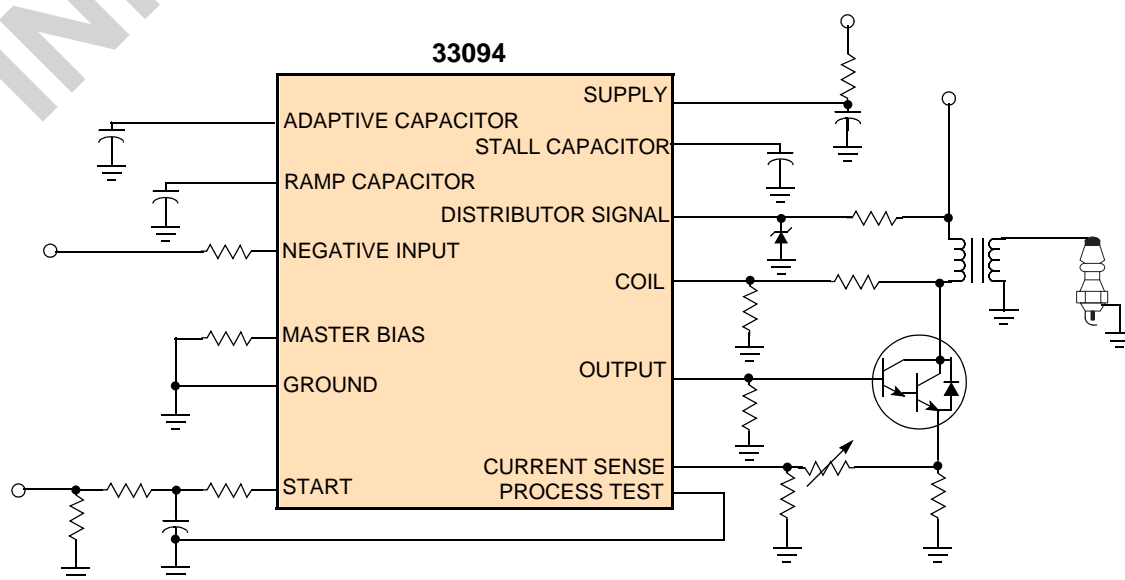 33094
ADAPTIVE CAPACITOR
RAMP CAPACITOR
NEGATIVE INPUT
MASTER BIAS
GROUND
START
SUPPLY
STALL CAPACITOR
DISTRIBUTOR SIGNAL
COIL
OUTPUT
CURRENT SENSE
PROCESS TEST